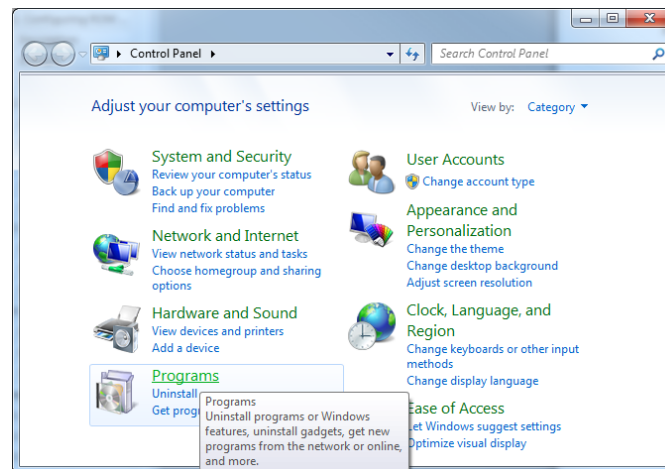 Control Panel
Search Control Panel
Adjust your computer's settings
View by: Category
System and Security
Review your computer's status
Back up your computer
Find and fix problems
Network and Internet
View network status and tasks
Choose homegroup and sharing
options
Hardware and Sound
View devices and printers
Add a device
Programs
Uninstall
Get
Programs
Uninstall programs or Windows
features, uninstall gadgets, get new
programs from the network or online,
and more.
User Accounts
Change account type
Appearance and
Personalization
Change the theme
Change desktop background
Adjust screen resolution
Clock, Language, and
Region
Change keyboards or other input
methods
Change display language
Ease of Access
Let Windows suggest settings
Optimize visual display